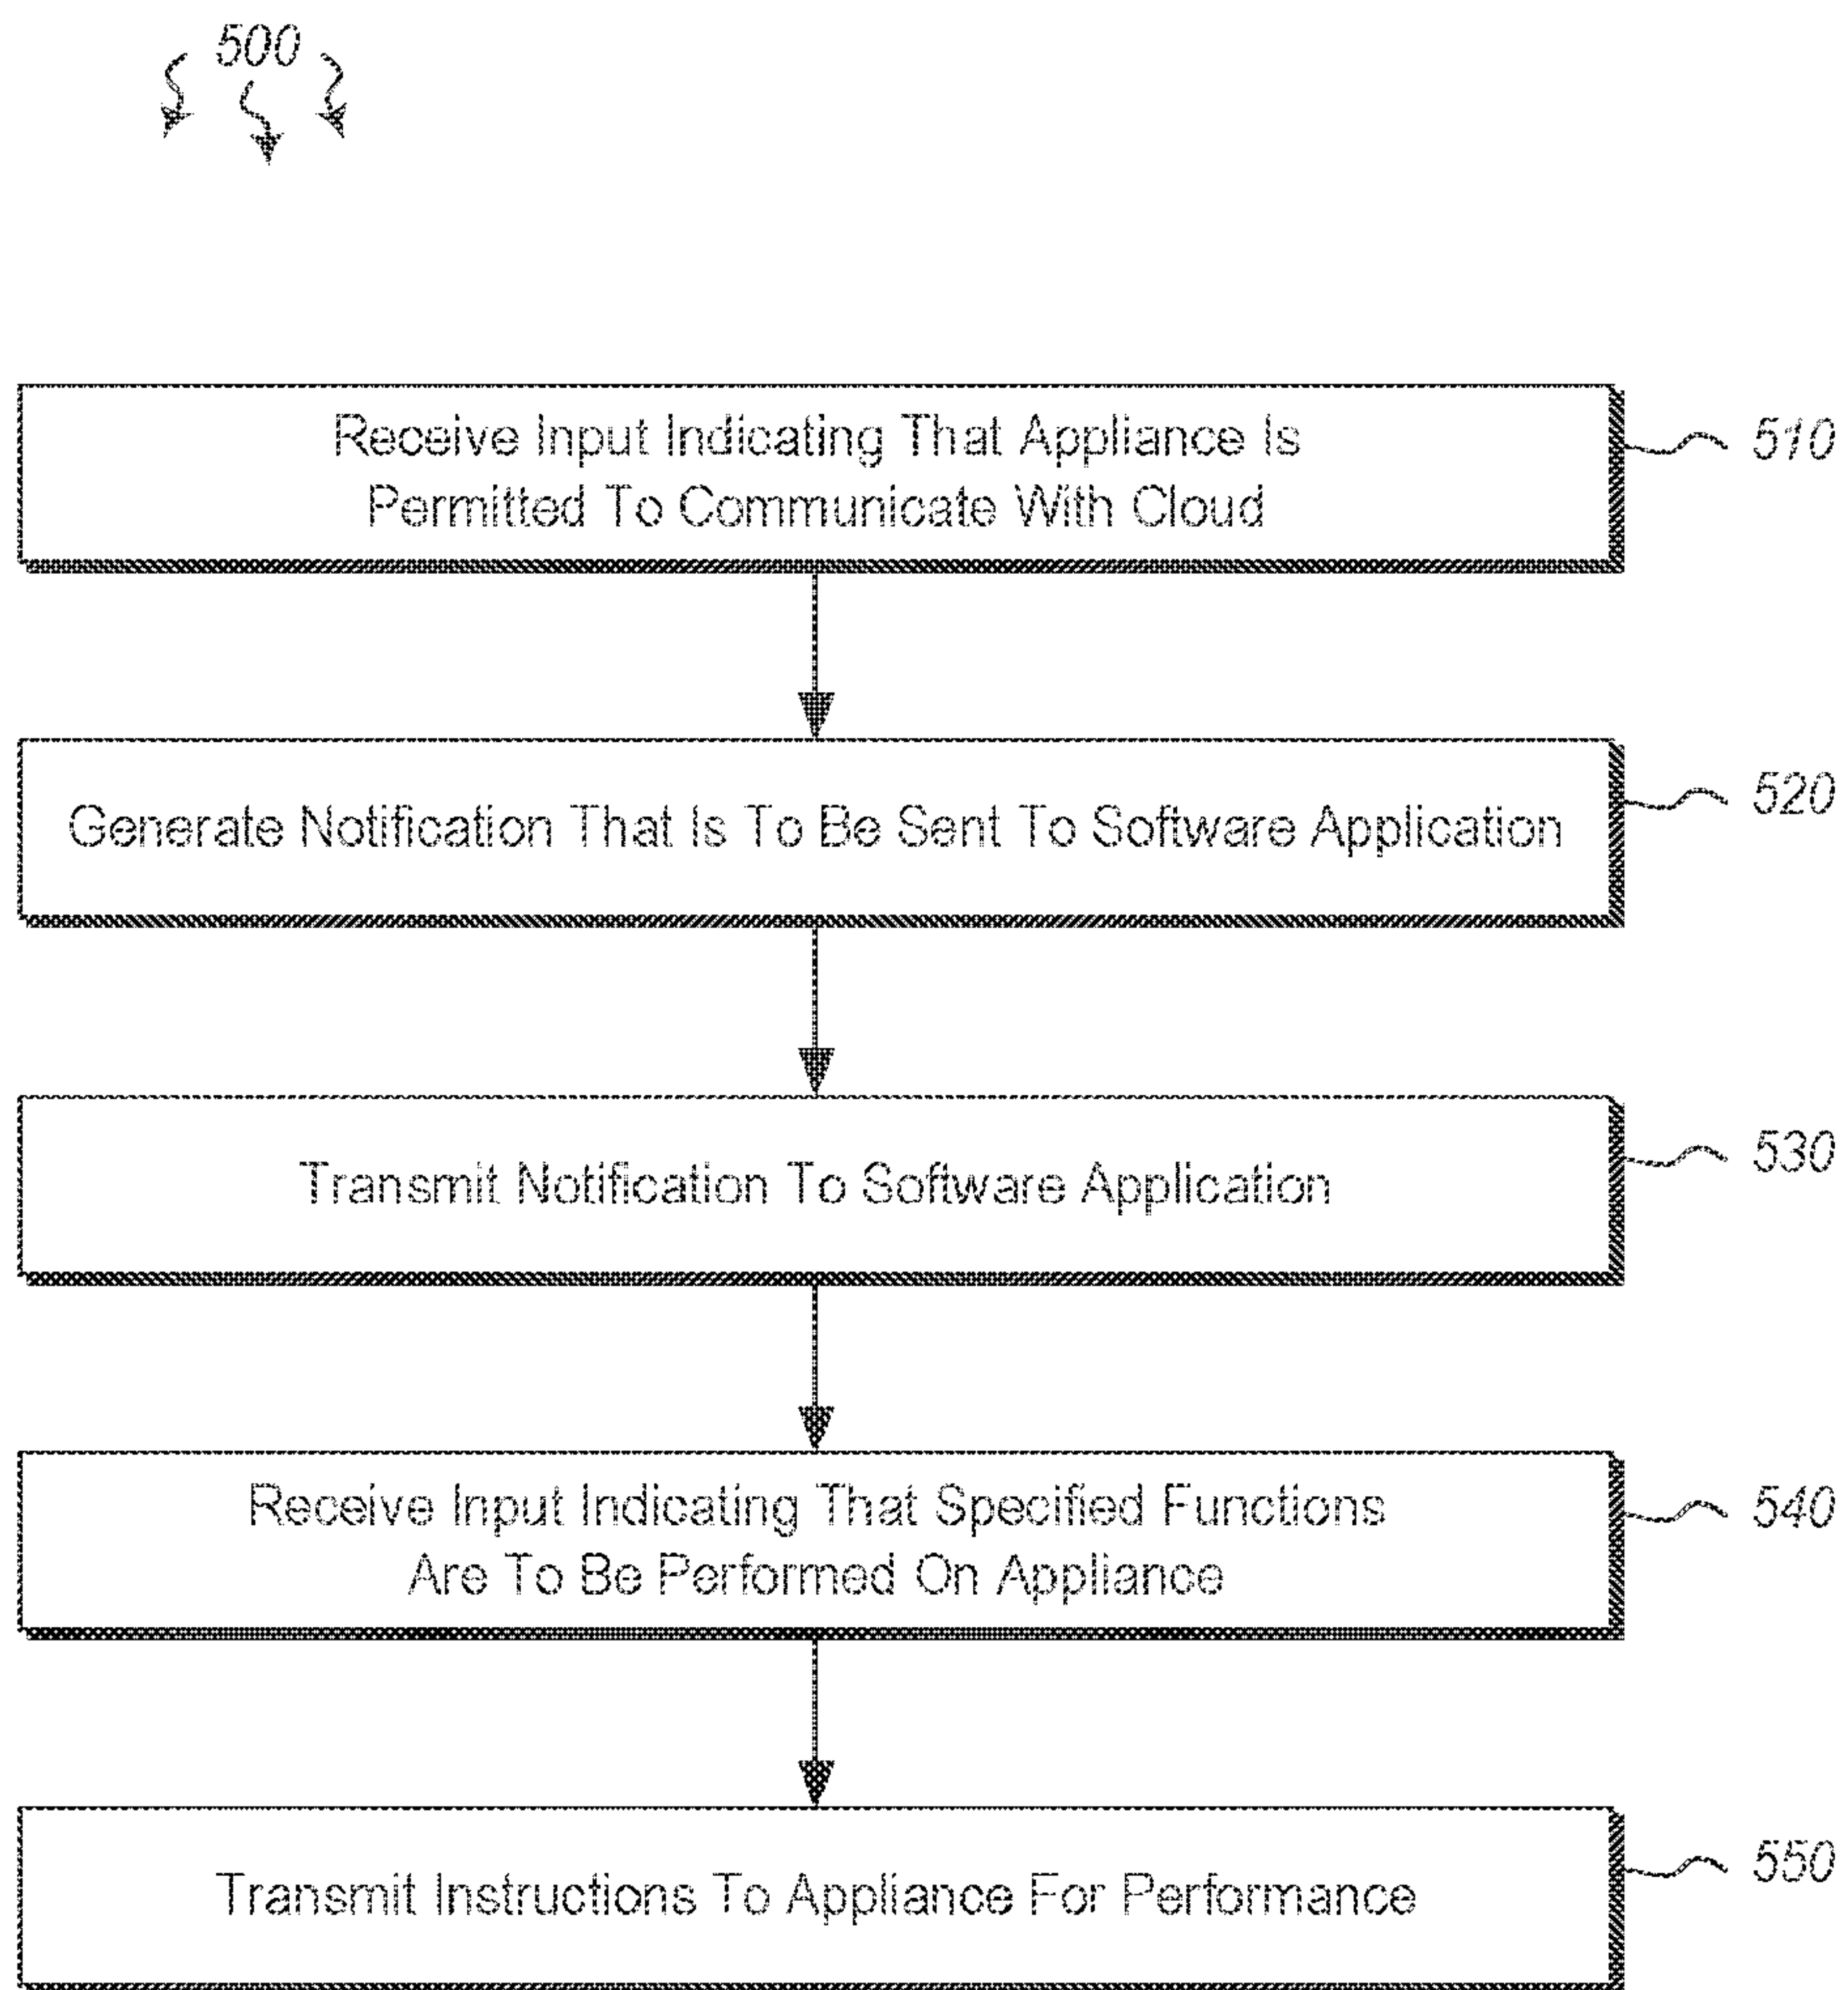 500
Receive Input Indicating That Appliance Is
Permitted To Communicate With Cloud
510
Generate Notification That Is To Be Sent To Software Application
520
Transmit Notification To Software Application
530
Receive Input Indicating That Specified Functions
Are To Be Performed On Appliance
540
Transmit Instructions To Appliance For Performance
550